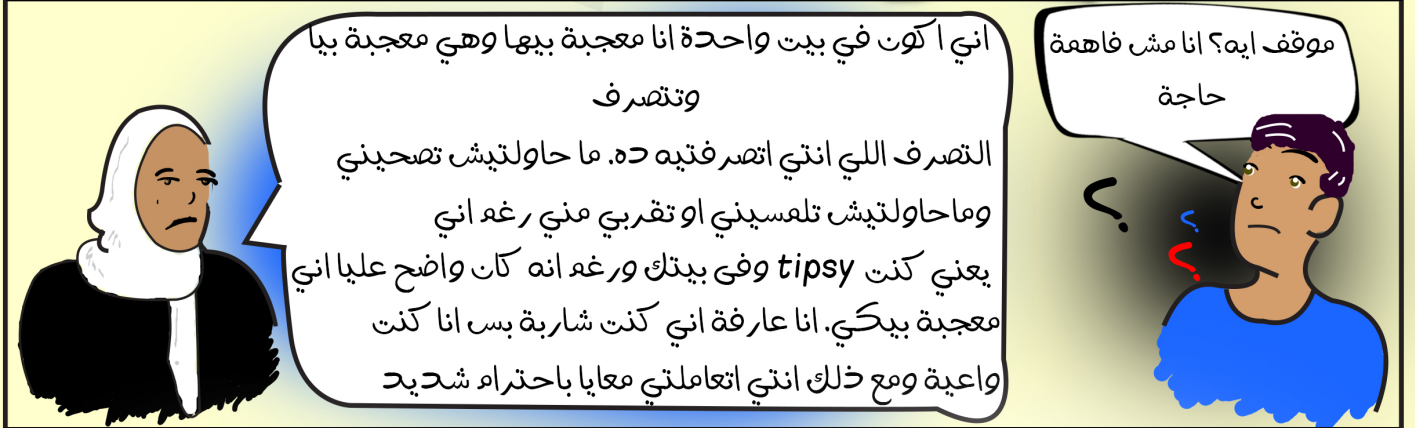 موقف ايه؟ انا مش فاهمة
حاجة
اني اكون في بيت واحدة انا معجبة بيها وهي معجبة بيا
وتتصرف
التصرف اللي انتي اتصرفتيه ده. ما حاولتيش تصحيني
وماحاولتيش تلمسيني او تقربي مني رغم اني
يعني كنت tipsy وفى بيتك ورغم انه كان واضح عليا اني
معجبة بيكي. انا عارفة اني كنت شاربة بس انا كنت
واعية ومع ذلك انتي اتعاملتي معايا باحترام شديد
؟
؟
؟